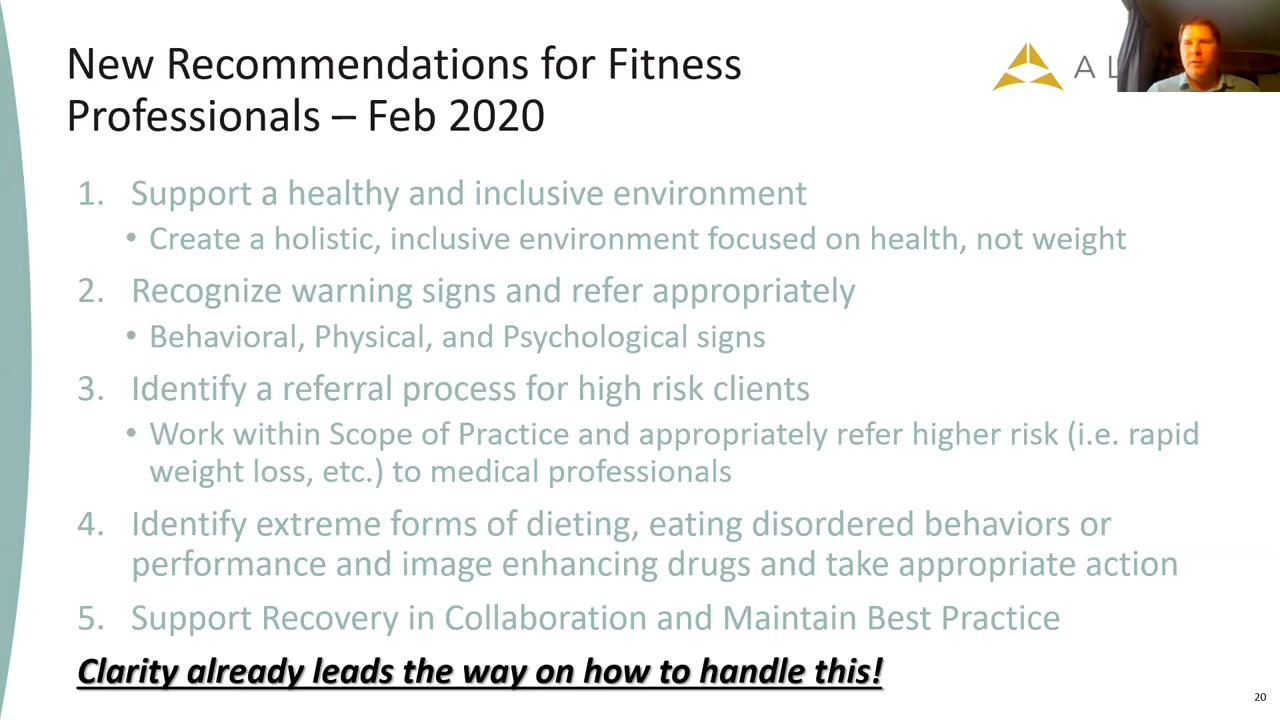 New Recommendations for Fitness
Professionals – Feb 2020
AL
1. Support a healthy and inclusive environment
• Create a holistic, inclusive environment focused on health, not weight
2. Recognize warning signs and refer appropriately
• Behavioral, Physical, and Psychological signs
3. Identify a referral process for high risk clients
• Work within Scope of Practice and appropriately refer higher risk (i.e. rapid
weight loss, etc.) to medical professionals
4. Identify extreme forms of dieting, eating disordered behaviors or
performance and image enhancing drugs and take appropriate action
5. Support Recovery in Collaboration and Maintain Best Practice
Clarity already leads the way on how to handle this!
20